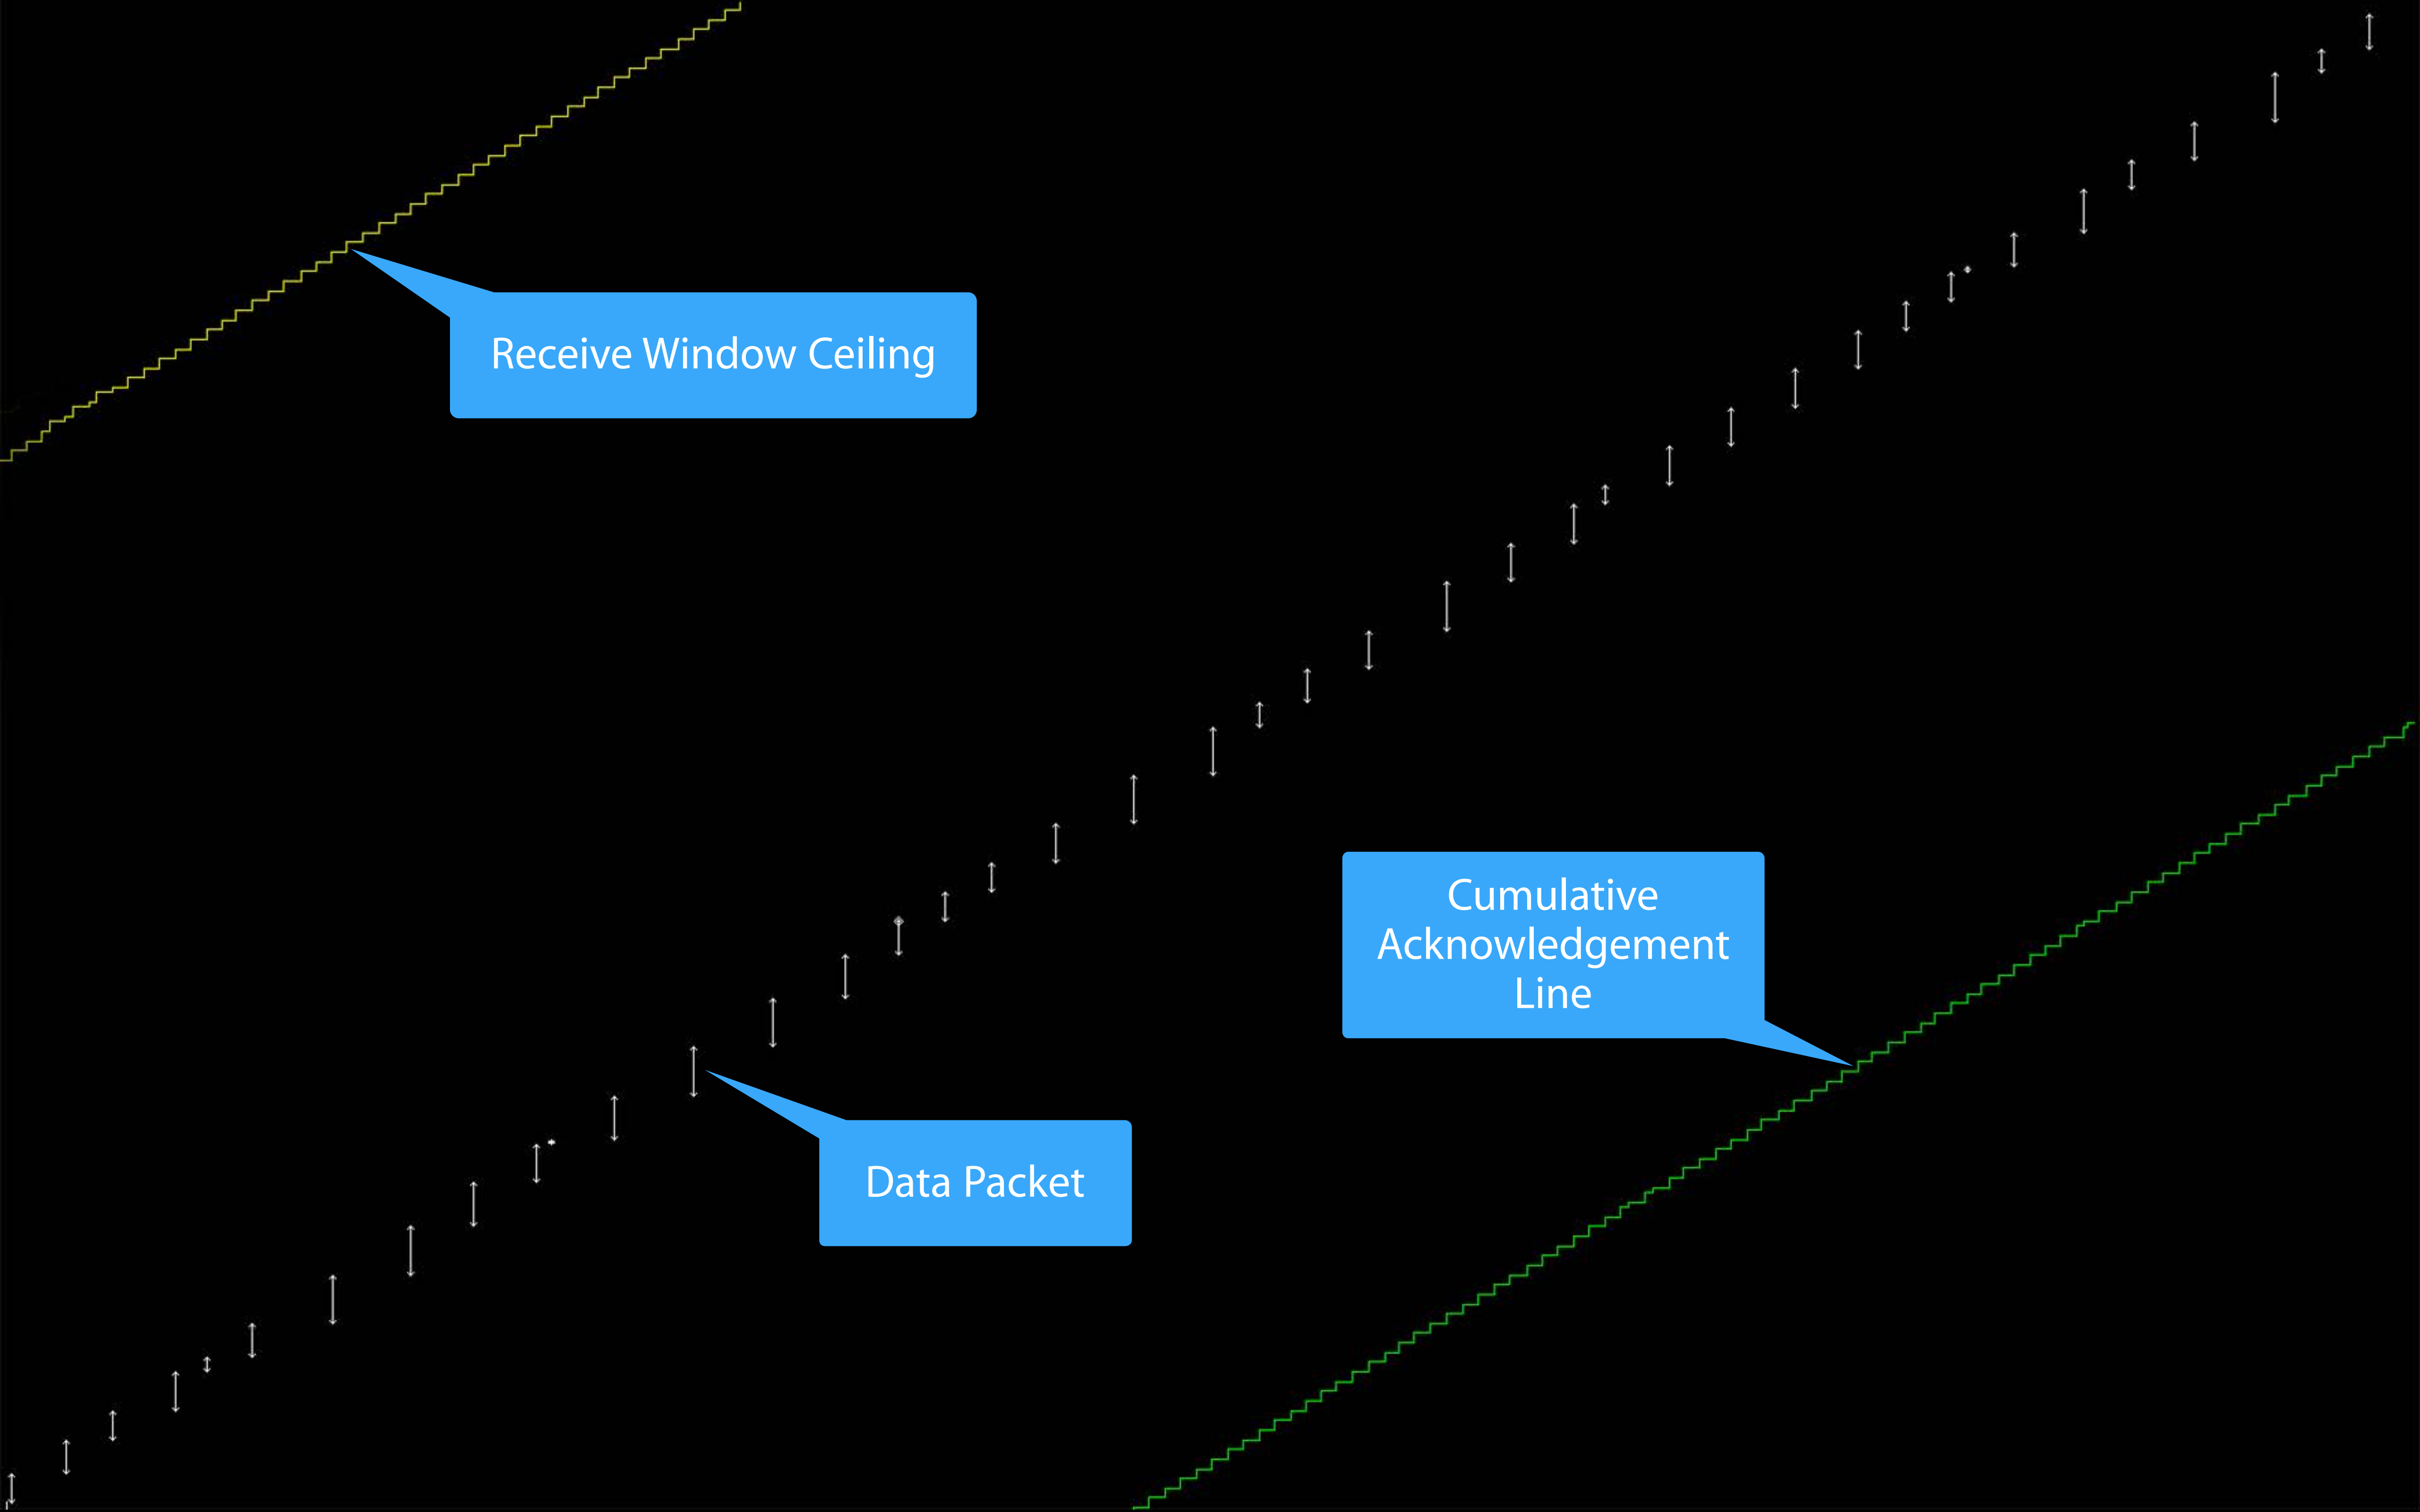 Receive Window Ceiling
Cumulative
Acknowledgement
Line
Data Packet